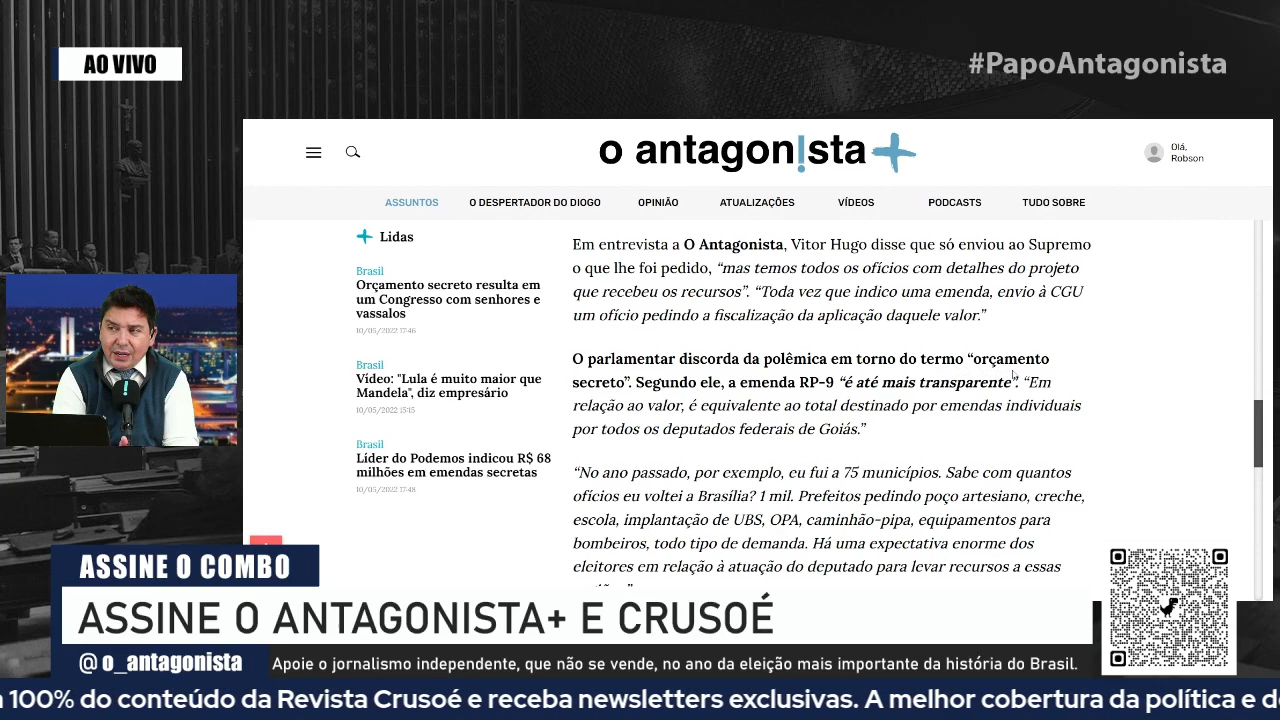 AO VIVO
#PapoAntagonista
o antagon!sta+
Olá,
Robson
ASSUNTOS
O DESPERTADOR DO DIOGO
OPINIÃO
ATUALIZAÇÕES
VÍDEOS
PODCASTS
TUDO SOBRE
+ Lidas
Brasil
Orçamento secreto resulta em
um Congresso com senhores e
vassalos
10/05/2022 17:46
Brasil
Vídeo: "Lula é muito maior que
Mandela", diz empresário
10/05/2022 15:15
Brasil
Líder do Podemos indicou R$ 68
milhões em emendas secretas
10/05/2022 17:48
Em entrevista a O Antagonista, Vitor Hugo disse que só enviou ao Supremo
o que lhe foi pedido, “mas temos todos os ofícios com detalhes do projeto
que recebeu os recursos”. “Toda vez que indico uma emenda, envio à CGU
um ofício pedindo a fiscalização da aplicação daquele valor.”
O parlamentar discorda da polêmica em torno do termo “orçamento
secreto”. Segundo ele, a emenda RP-9 “é até mais transparente”. “Em
relação ao valor, é equivalente ao total destinado por emendas individuais
por todos os deputados federais de Goiás.”
“No ano passado, por exemplo, eu fui a 75 municípios. Sabe com quantos
ofícios eu voltei a Brasília? 1 mil. Prefeitos pedindo poço artesiano, creche,
escola, implantação de UBS, OPA, caminhão-pipa, equipamentos para
bombeiros, todo tipo de demanda. Há uma expectativa enorme dos
eleitores em relação à atuação do deputado para levar recursos a essas
ASSINE O COMBO
ASSINE O ANTAGONISTA+ E CRUSOÉ
@o_antagonista
Apoie o jornalismo independente, que não se vende, no ano da eleição mais importante da história do Brasil.
a 100% do conteúdo da Revista Crusoé e receba newsletters exclusivas. A melhor cobertura da política e d